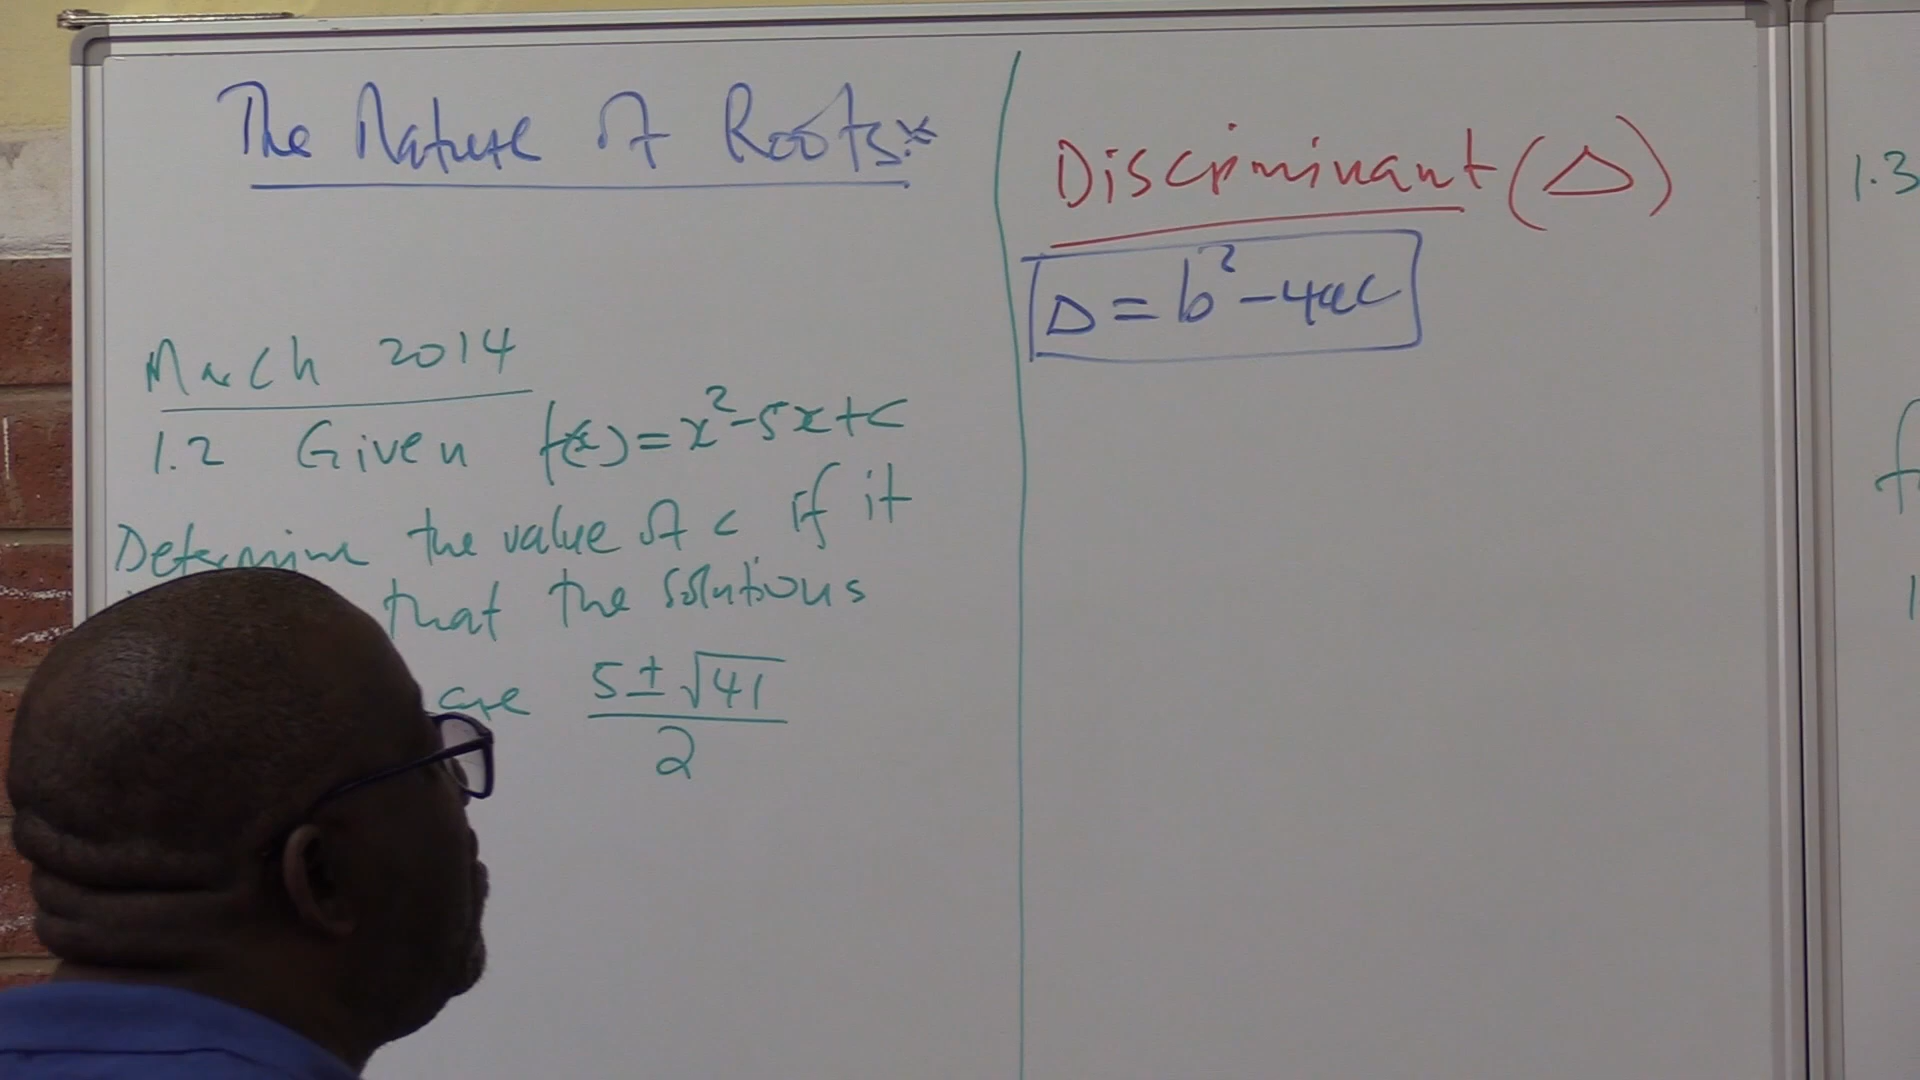 The Nature of Roots
March 2014
1.2 Given f(x)=x²-5x+c
Determine the value of c if it
that the solutions
are 5±√41
2
Discriminant (Δ)
Δ=b²-4ac
1.3